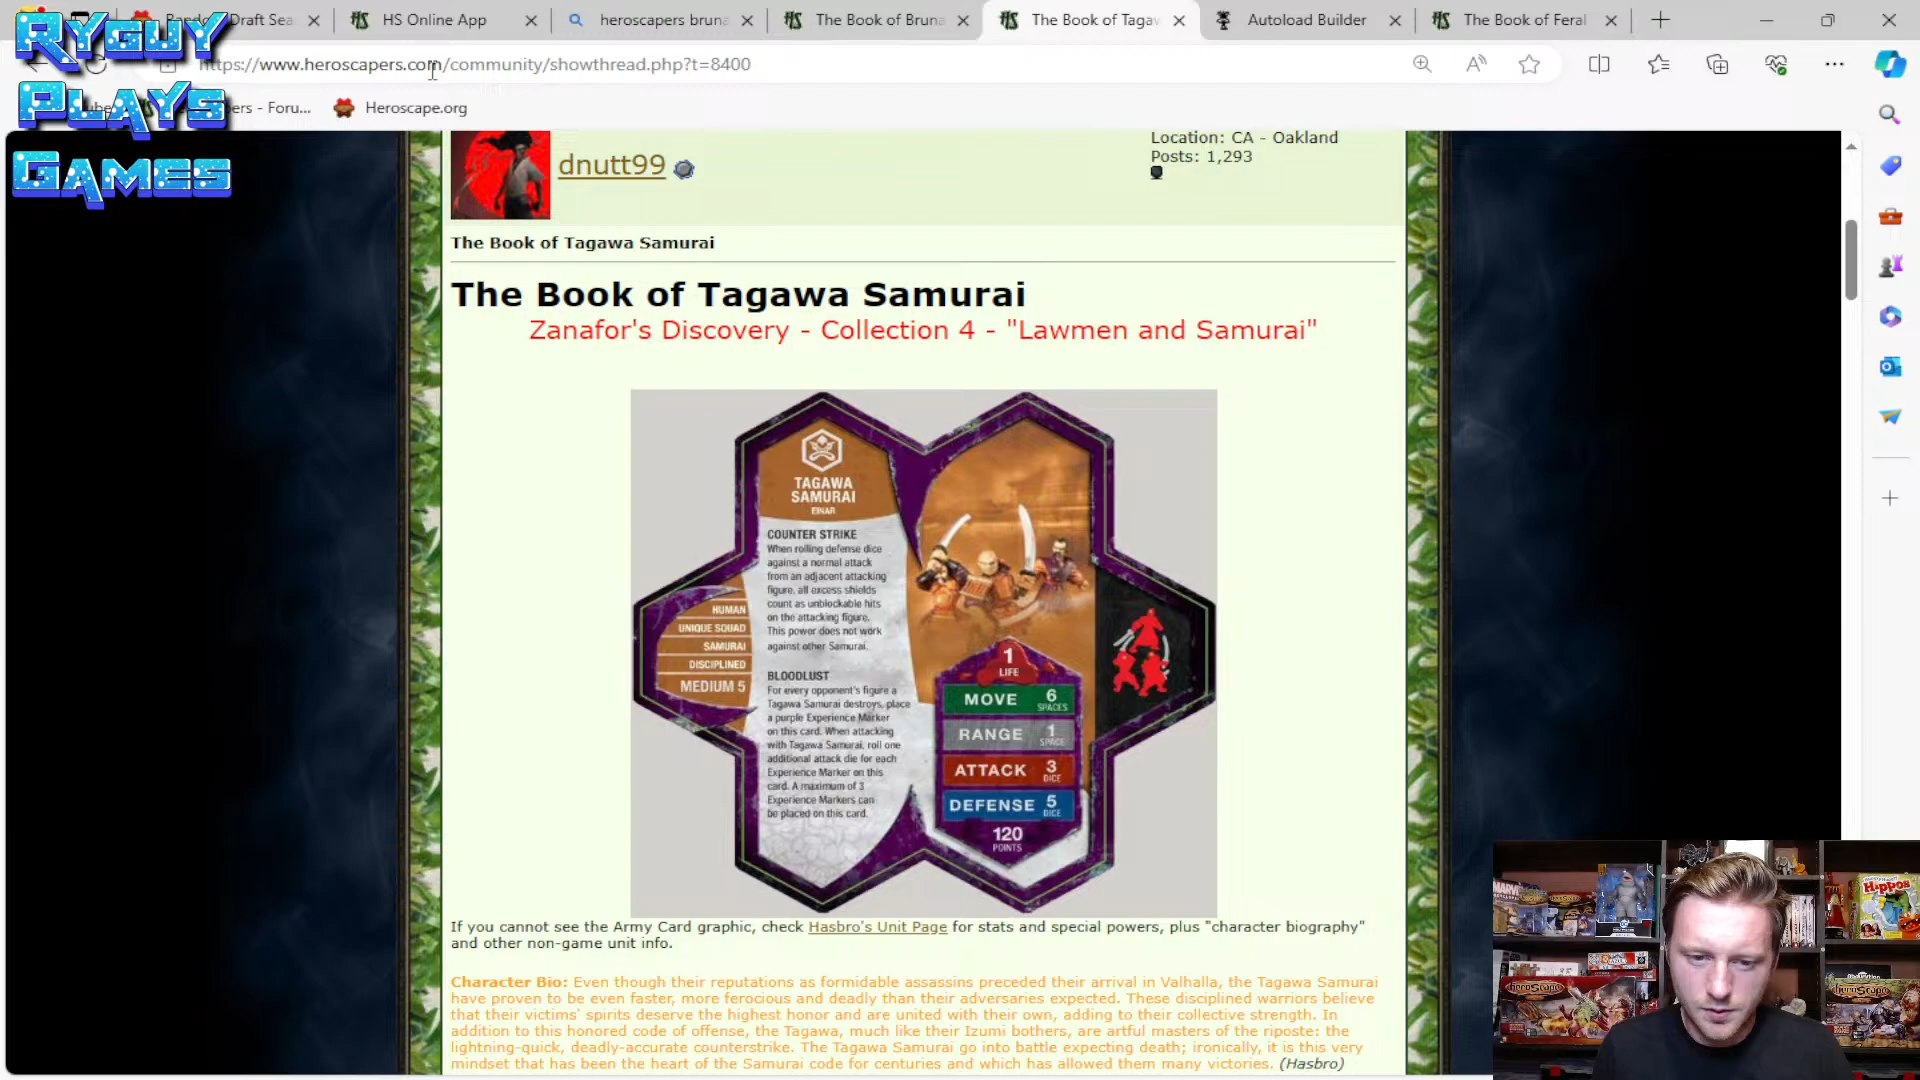 Draft Sea
HS Online App
heroscapers bruna
The Book of Bruna
The Book of Tagav
Autoload Builder
The Book of Feral
RYGUY
PLAYS
GAMES
https://www.heroscapers.com/community/showthread.php?t=8400
ers - Foru...
Heroscape.org
dnutt99
Location: CA - Oakland
Posts: 1,293
The Book of Tagawa Samurai
The Book of Tagawa Samurai
Zanafor's Discovery - Collection 4 - "Lawmen and Samurai"
TAGAWA
SAMURAI
EINAR
COUNTER STRIKE
When rolling defense dice
against a normal attack
from an adjacent attacking
figure, all excess shields
count as unblockable hits
on the attacking figure.
This power does not work
against other Samurai.
BLOODLUST
For every opponent's figure a
Tagawa Samurai destroys, place
a purple Experience Marker
on this card. When attacking
with Tagawa Samurai, roll one
additional attack die for each
Experience Marker on this
card. A maximum of 3
Experience Markers can
be placed on this card.
HUMAN
UNIQUE SQUAD
SAMURAI
DISCIPLINED
MEDIUM 5
1
LIFE
MOVE 6
SPACES
RANGE 1
SPACE
ATTACK 3
DICE
DEFENSE 5
DICE
120
POINTS
If you cannot see the Army Card graphic, check Hasbro's Unit Page for stats and special powers, plus "character biography"
and other non-game unit info.
Character Bio: Even though their reputations as formidable assassins preceded their arrival in Valhalla, the Tagawa Samurai
have proven to be even faster, more ferocious and deadly than their adversaries expected. These disciplined warriors believe
that their victims' spirits deserve the highest honor and are united with their own, adding to their collective strength. In
addition to this honored code of offense, the Tagawa, much like their Izumi bothers, are artful masters of the riposte: the
lightning-quick, deadly-accurate counterstrike. The Tagawa Samurai go into battle expecting death; ironically, it is this very
mindset that has been the heart of the Samurai code for centuries and which has allowed them many victories. (Hasbro)
HIPPOS
heroscape
heroscape